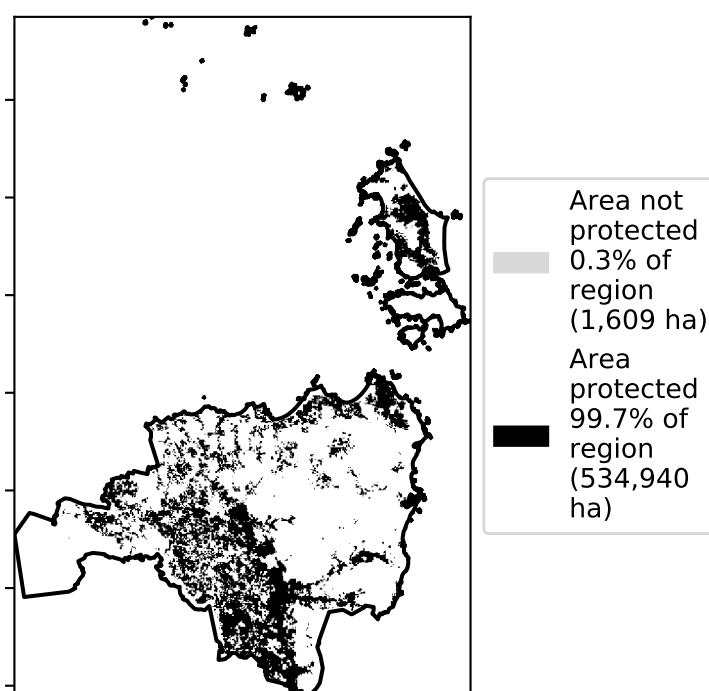 Area not
protected
0.3% of
region
(1,609 ha)
Area
protected
99.7% of
region
(534,940
ha)